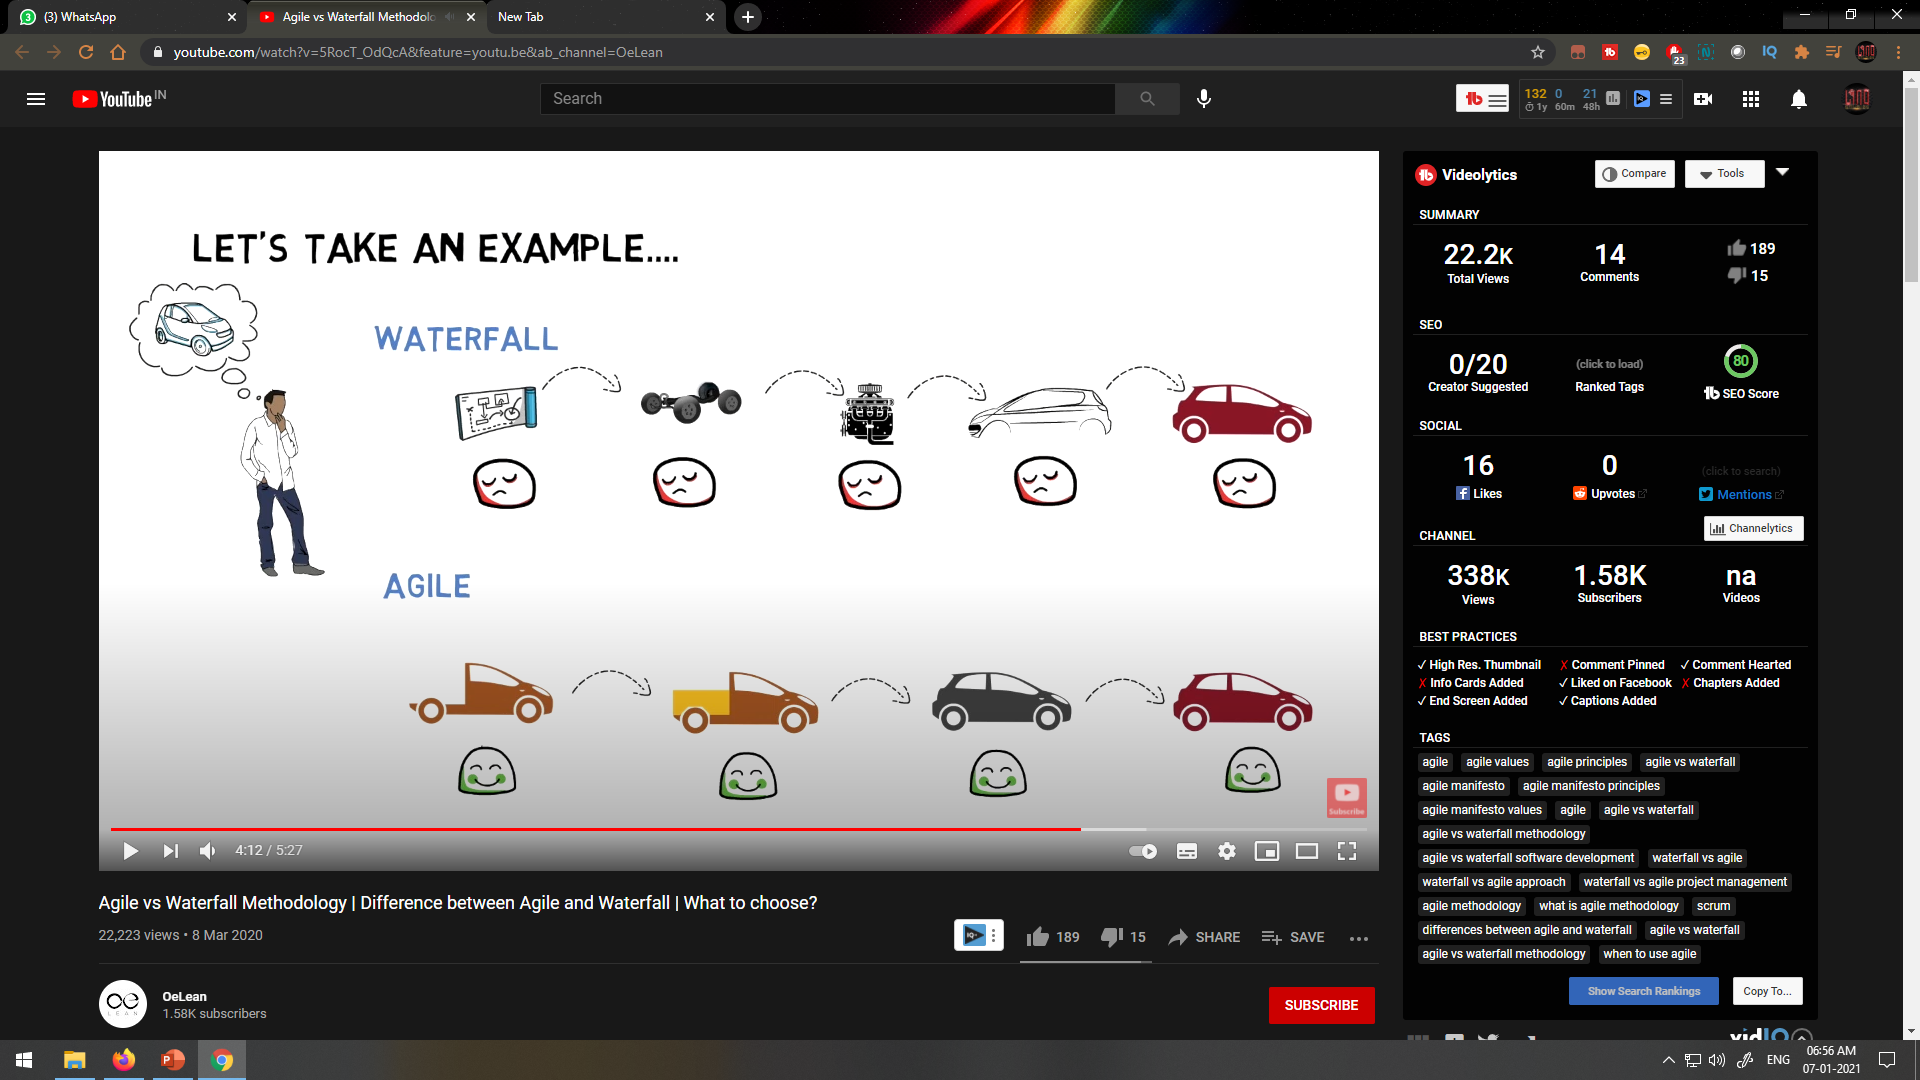 (3) WhatsApp
Agile vs Waterfall Methodolo
New Tab
youtube.com/watch?v=5RocT_OdQcA&feature=youtu.be&ab_channel=OeLean
23
IQ
YouTube IN
Search
132 0 21
1y 60m 48h
LET'S TAKE AN EXAMPLE....
WATERFALL
AGILE
Subscribe
4:12 / 5:27
Agile vs Waterfall Methodology | Difference between Agile and Waterfall | What to choose?
22,223 views • 8 Mar 2020
189 15 SHARE SAVE
OeLean
1.58K subscribers
SUBSCRIBE
Videolytics Compare Tools
SUMMARY
22.2K 14 189
Total Views Comments 15
SEO
0/20 (click to load) 80
Creator Suggested Ranked Tags SEO Score
SOCIAL
16 0 (click to search)
Likes Upvotes Mentions
Channelytics
CHANNEL
338K 1.58K na
Views Subscribers Videos
BEST PRACTICES
✓ High Res. Thumbnail ✗ Comment Pinned ✓ Comment Hearted
✗ Info Cards Added ✓ Liked on Facebook ✗ Chapters Added
✓ End Screen Added ✓ Captions Added
TAGS
agile agile values agile principles agile vs waterfall
agile manifesto agile manifesto principles
agile manifesto values agile agile vs waterfall
agile vs waterfall methodology
agile vs waterfall software development waterfall vs agile
waterfall vs agile approach waterfall vs agile project management
agile methodology what is agile methodology scrum
differences between agile and waterfall agile vs waterfall
agile vs waterfall methodology when to use agile
Show Search Rankings Copy To...
vidIQ
ENG
06:56 AM
07-01-2021